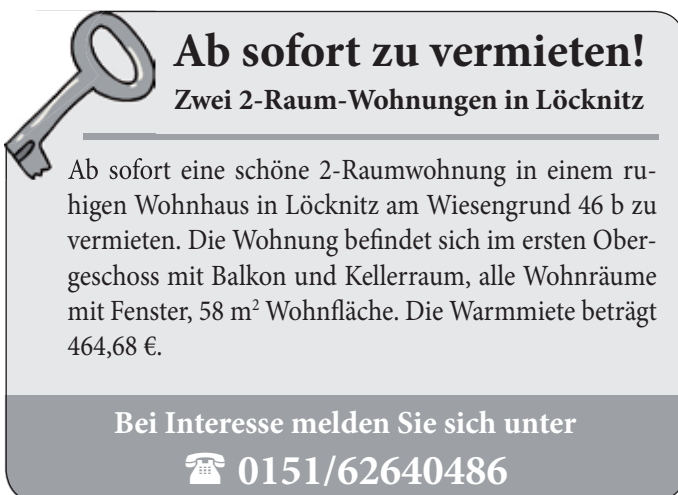 Ab sofort zu vermieten!
Zwei 2-Raum-Wohnungen in Löcknitz
Ab sofort eine schöne 2-Raumwohnung in einem ru-
higen Wohnhaus in Löcknitz am Wiesengrund 46 b zu
vermieten. Die Wohnung befindet sich im ersten Ober-
geschoss mit Balkon und Kellerraum, alle Wohnräume
mit Fenster, 58 m² Wohnfläche. Die Warmmiete beträgt
464,68 €.
Bei Interesse melden Sie sich unter
☎ 0151/62640486